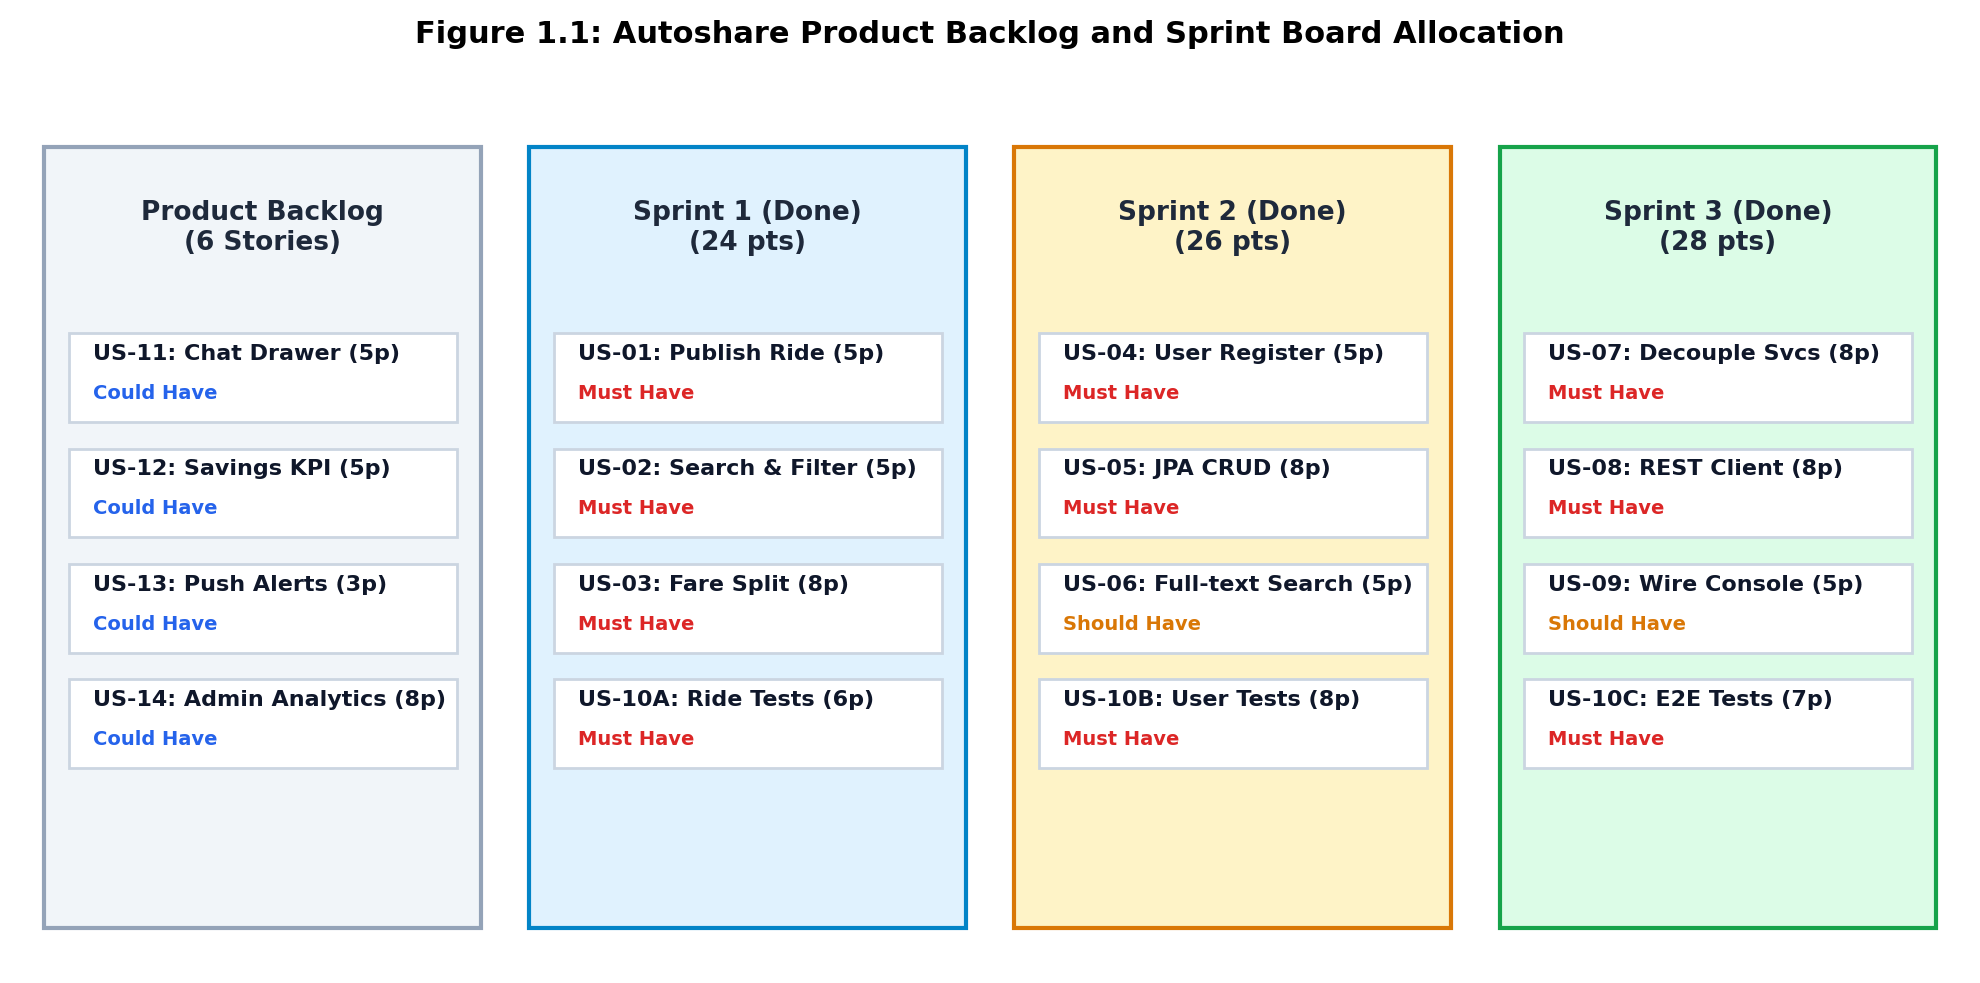 Figure 1.1: Autoshare Product Backlog and Sprint Board Allocation
Product Backlog
(6 Stories)
US-11: Chat Drawer (5p)
Could Have
US-12: Savings KPI (5p)
Could Have
US-13: Push Alerts (3p)
Could Have
US-14: Admin Analytics (8p)
Could Have
Sprint 1 (Done)
(24 pts)
US-01: Publish Ride (5p)
Must Have
US-02: Search & Filter (5p)
Must Have
US-03: Fare Split (8p)
Must Have
US-10A: Ride Tests (6p)
Must Have
Sprint 2 (Done)
(26 pts)
US-04: User Register (5p)
Must Have
US-05: JPA CRUD (8p)
Must Have
US-06: Full-text Search (5p)
Should Have
US-10B: User Tests (8p)
Must Have
Sprint 3 (Done)
(28 pts)
US-07: Decouple Svcs (8p)
Must Have
US-08: REST Client (8p)
Must Have
US-09: Wire Console (5p)
Should Have
US-10C: E2E Tests (7p)
Must Have